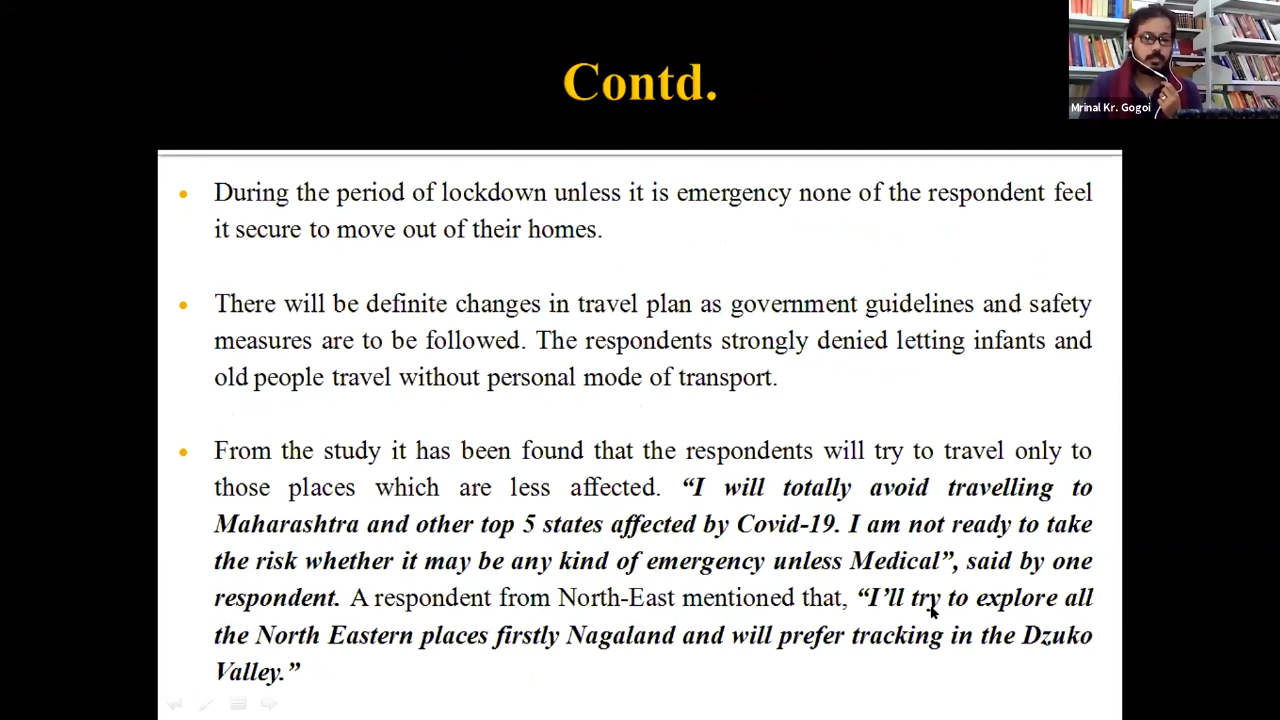 Contd.
Mrinal Kr. Gogoi
• During the period of lockdown unless it is emergency none of the respondent feel
it secure to move out of their homes.
• There will be definite changes in travel plan as government guidelines and safety
measures are to be followed. The respondents strongly denied letting infants and
old people travel without personal mode of transport.
• From the study it has been found that the respondents will try to travel only to
those places which are less affected. “I will totally avoid travelling to
Maharashtra and other top 5 states affected by Covid-19. I am not ready to take
the risk whether it may be any kind of emergency unless Medical”, said by one
respondent. A respondent from North-East mentioned that, “I’ll try to explore all
the North Eastern places firstly Nagaland and will prefer tracking in the Dzuko
Valley.”